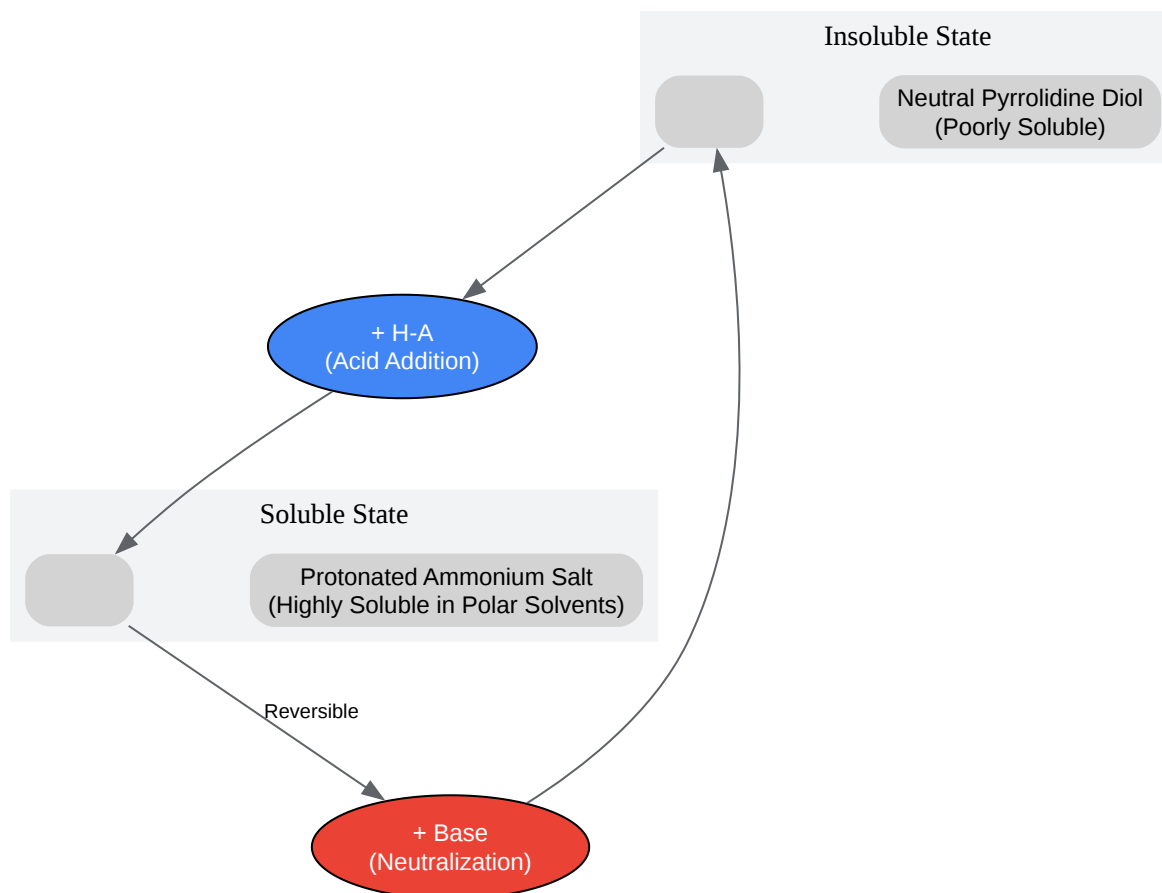 Insoluble State
Neutral Pyrrolidine Diol
(Poorly Soluble)
+ H-A
(Acid Addition)
Soluble State
Protonated Ammonium Salt
(Highly Soluble in Polar Solvents)
Reversible
+ Base
(Neutralization)